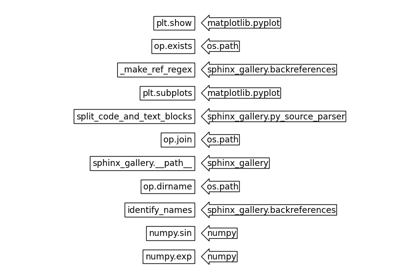 plt.show matplotlib.pyplot
op.exists os.path
_make_ref_regex sphinx_gallery.backreferences
plt.subplots matplotlib.pyplot
split_code_and_text_blocks sphinx_gallery.py_source_parser
op.join os.path
sphinx_gallery.__path__ sphinx_gallery
op.dirname os.path
identify_names sphinx_gallery.backreferences
numpy.sin numpy
numpy.exp numpy